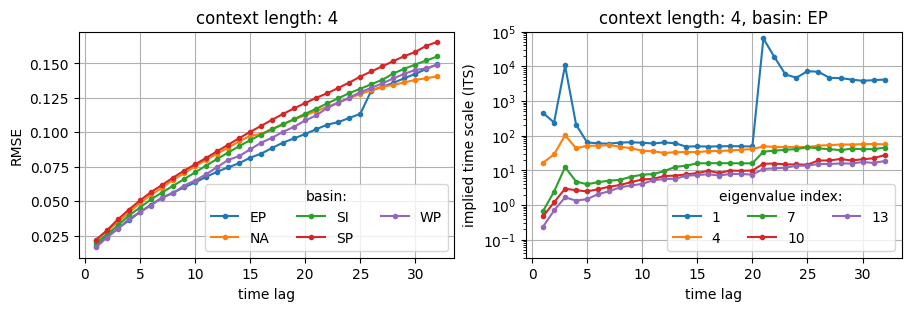 context length: 4
RMSE
0.150
0.125
0.100
0.075
0.050
0.025
0 5 10 15 20 25 30
time lag
basin:
EP SI WP
NA SP
context length: 4, basin: EP
implied time scale (ITS)
10^5
10^4
10^3
10^2
10^1
10^0
10^-1
0 5 10 15 20 25 30
time lag
eigenvalue index:
1 7 13
4 10